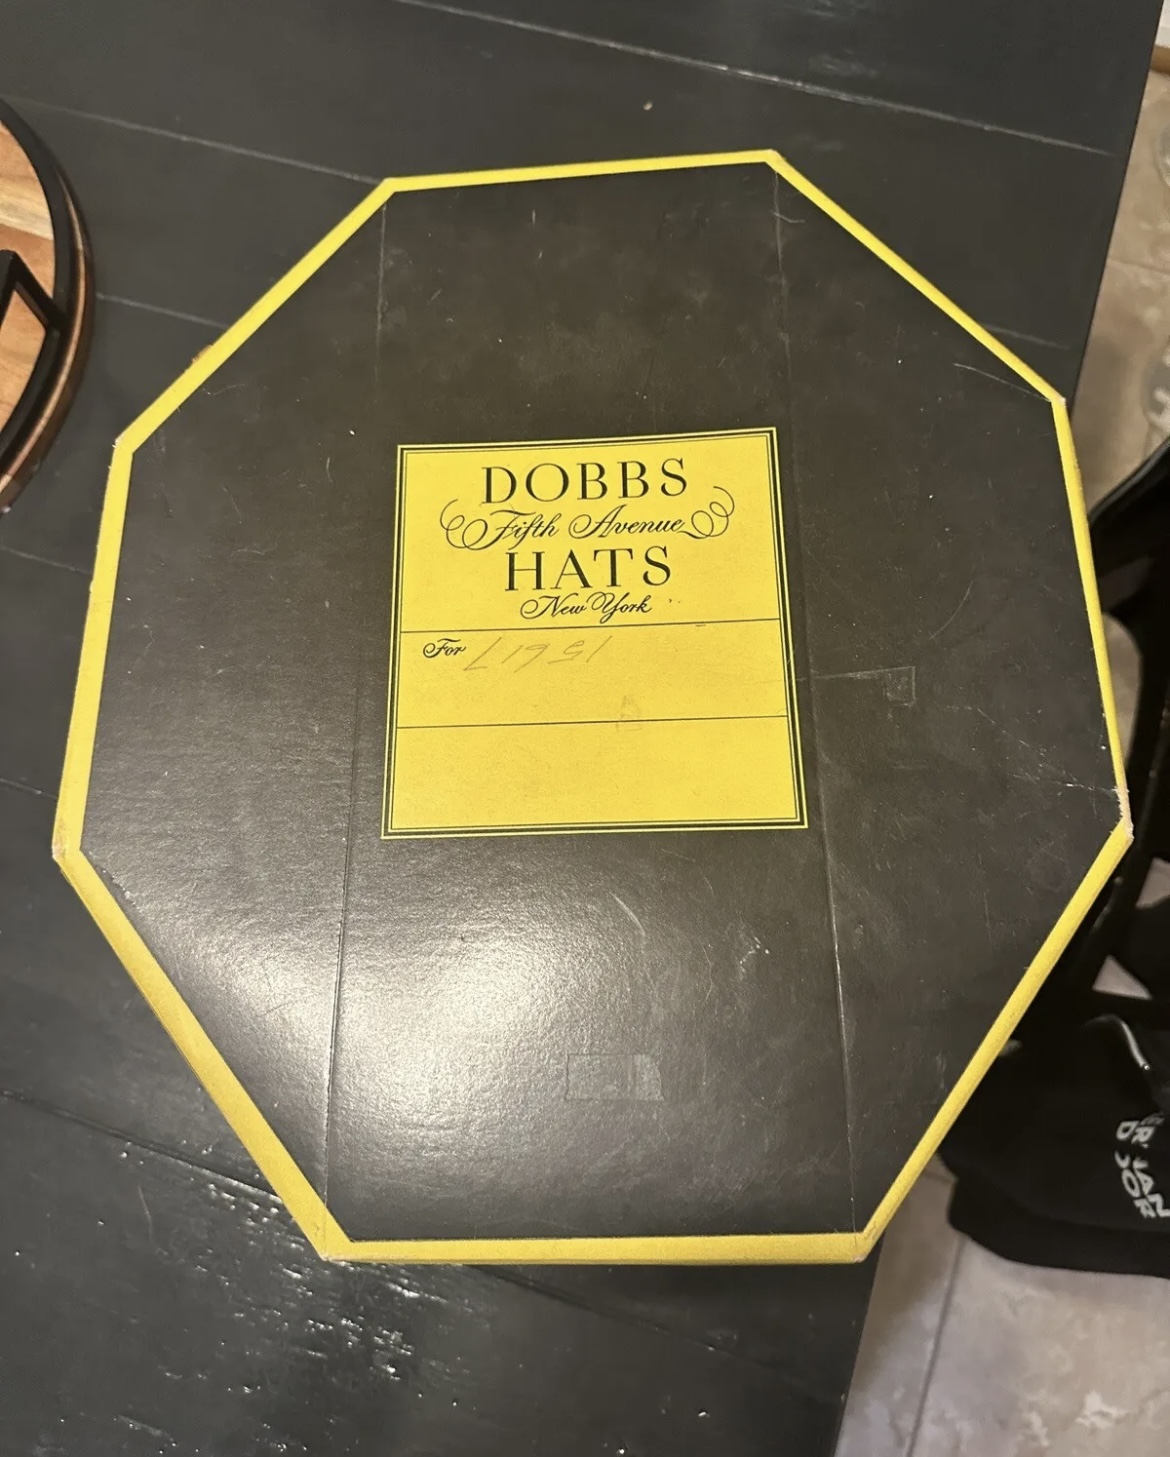 DOBBS
Fifth Avenue
HATS
New York
For L1951